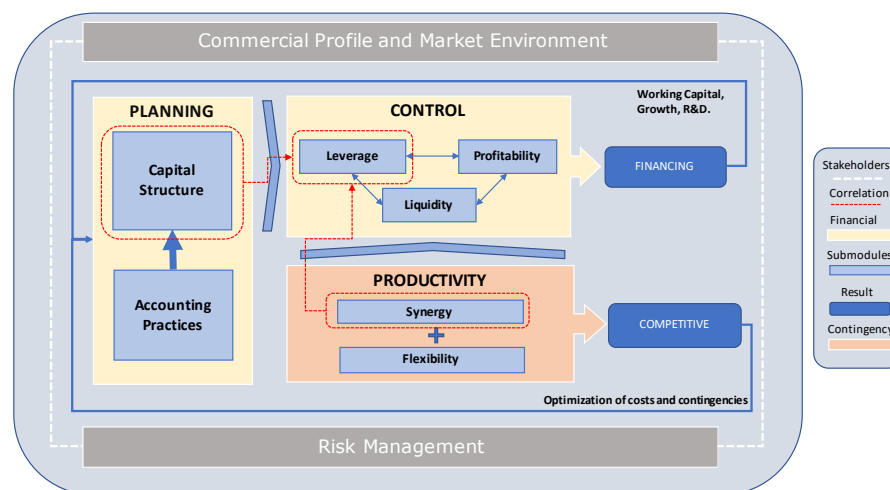 Commercial Profile and Market Environment
Working Capital,
Growth, R&D.
PLANNING
CONTROL
Capital
Structure
Leverage
Profitability
Liquidity
FINANCING
Accounting
Practices
PRODUCTIVITY
Synergy
Flexibility
COMPETITIVE
Optimization of costs and contingencies
Risk Management
Stakeholders
Correlation
Financial
Submodules
Result
Contingency